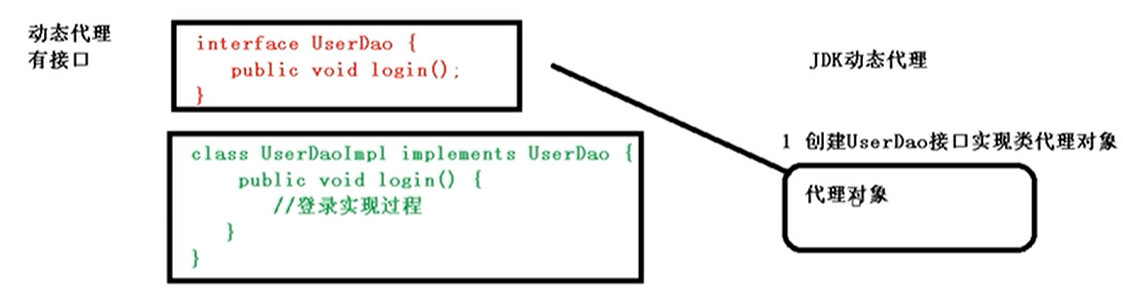 动态代理
有接口
interface UserDao {
public void login();
}
class UserDaoImpl implements UserDao {
public void login() {
//登录实现过程
}
}
JDK动态代理
1 创建UserDao接口实现类代理对象
代理对象